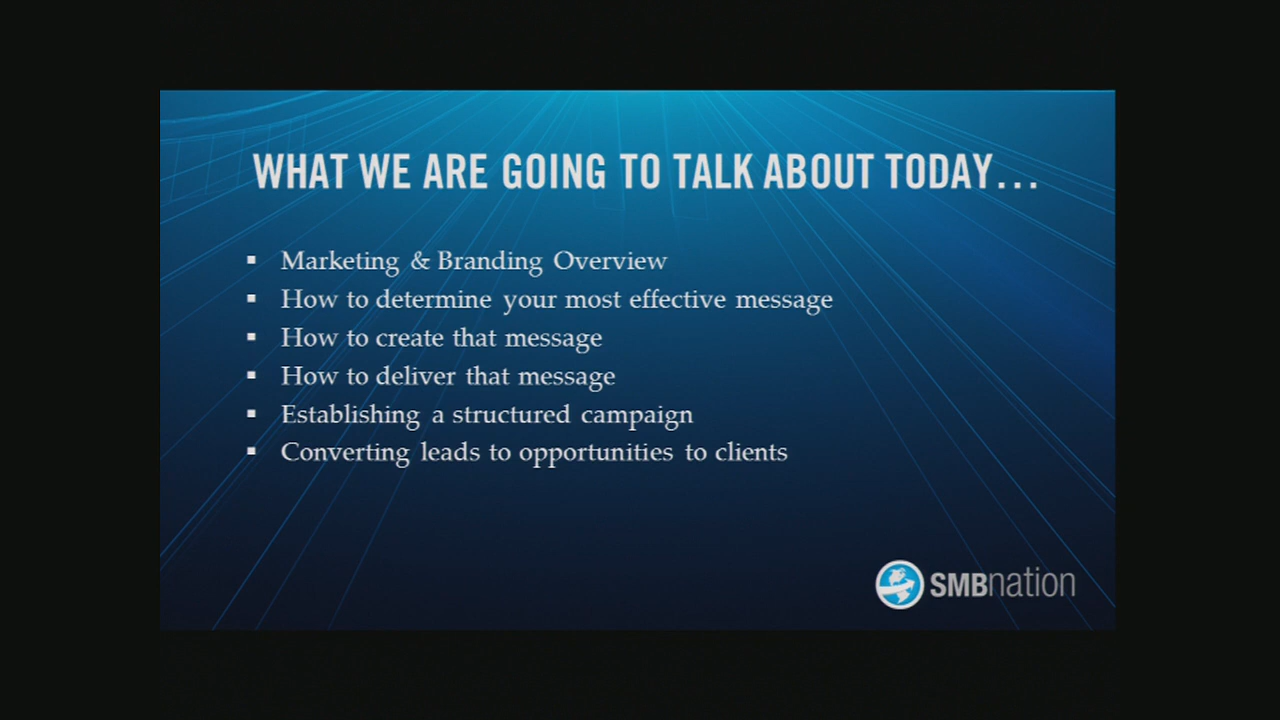 WHAT WE ARE GOING TO TALK ABOUT TODAY...
▪ Marketing & Branding Overview
▪ How to determine your most effective message
▪ How to create that message
▪ How to deliver that message
▪ Establishing a structured campaign
▪ Converting leads to opportunities to clients
SMBnation